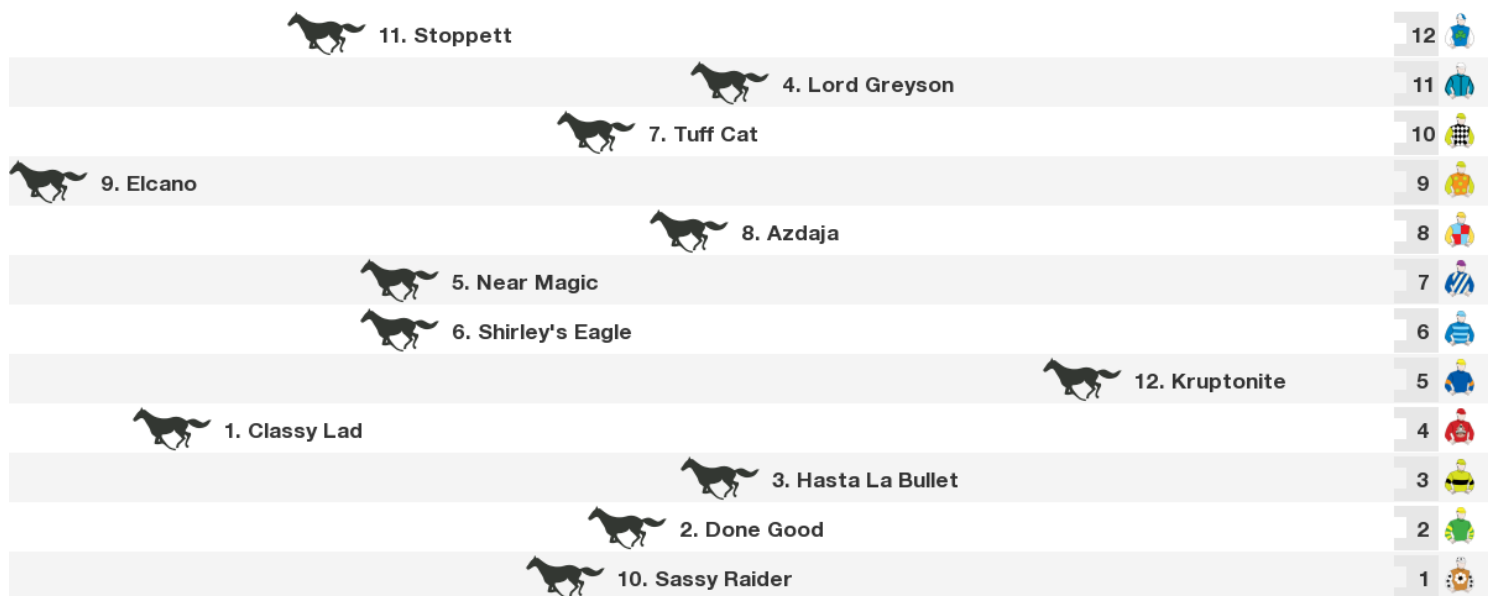 11. Stoppett 12
4. Lord Greyson 11
7. Tuff Cat 10
9. Elcano 9
8. Azdaja 8
5. Near Magic 7
6. Shirley's Eagle 6
12. Kruptonite 5
1. Classy Lad 4
3. Hasta La Bullet 3
2. Done Good 2
10. Sassy Raider 1